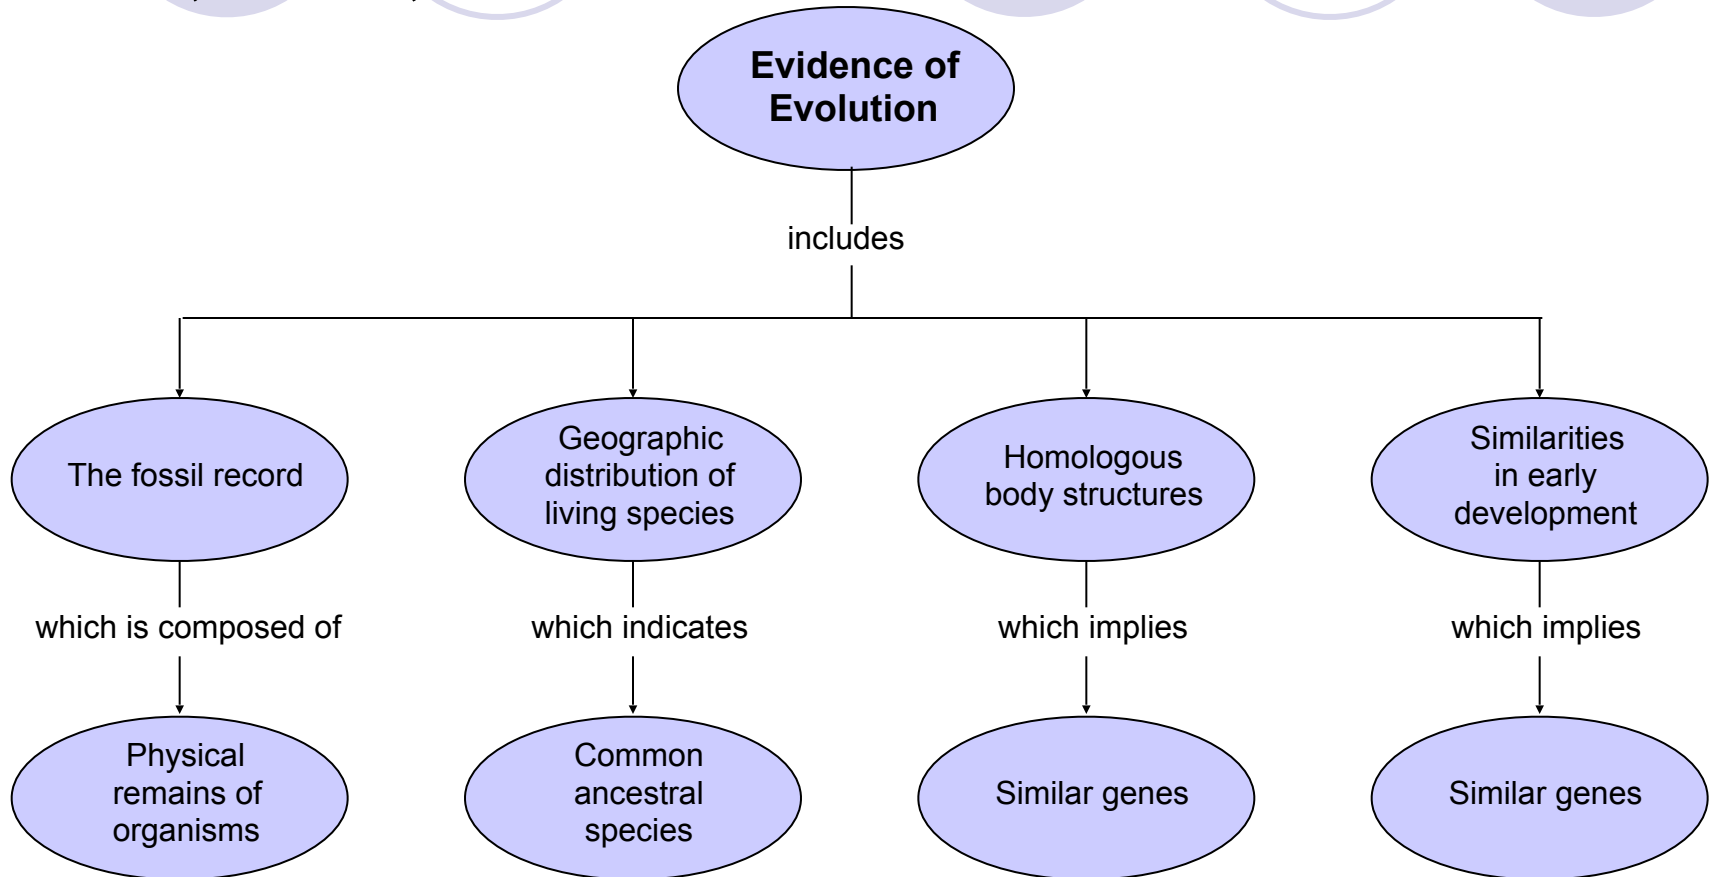 Evidence of
Evolution
includes
The fossil record
Geographic
distribution of
living species
Homologous
body structures
Similarities
in early
development
which is composed of
which indicates
which implies
which implies
Physical
remains of
organisms
Common
ancestral
species
Similar genes
Similar genes